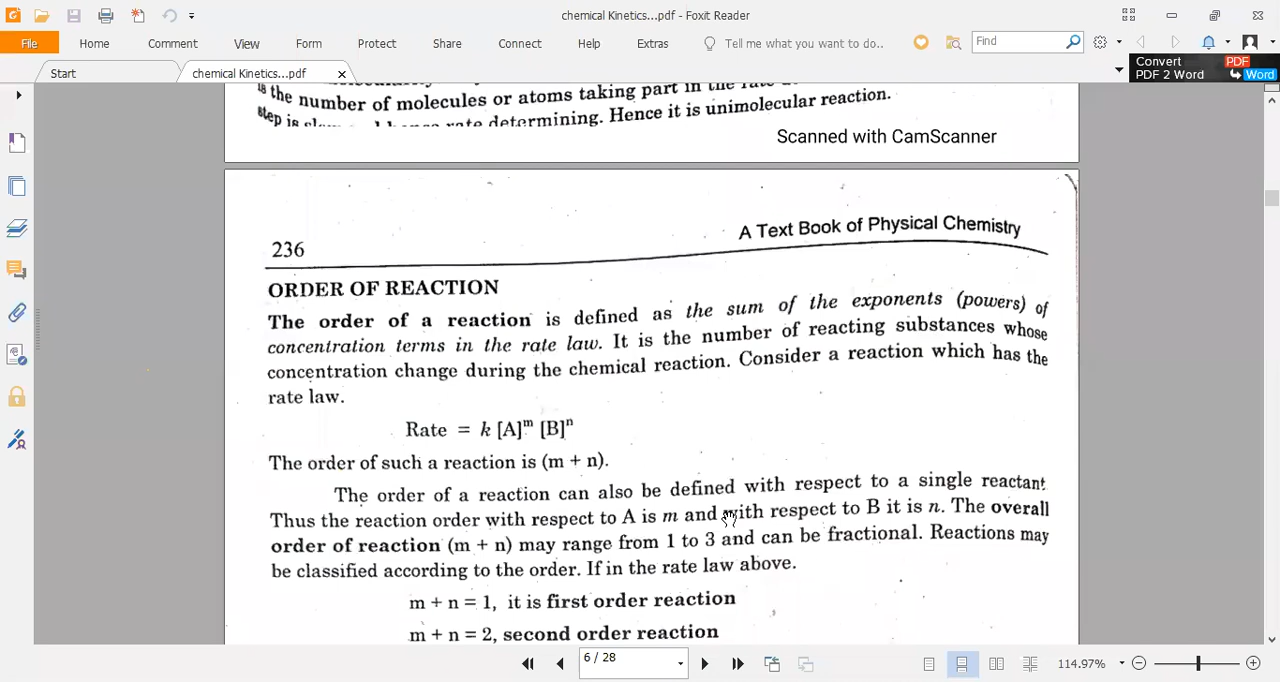 chemical Kinetics...pdf - Foxit Reader
File Home Comment View Form Protect Share Connect Help Extras Tell me what you want to do.. Find
Start chemical Kinetics...pdf
Convert PDF
PDF 2 Word Word
is the number of molecules or atoms taking part in the rate
step is determining. Hence it is unimolecular reaction.
Scanned with CamScanner
236 A Text Book of Physical Chemistry
ORDER OF REACTION
The order of a reaction is defined as the sum of the exponents (powers) of
concentration terms in the rate law. It is the number of reacting substances whose
concentration change during the chemical reaction. Consider a reaction which has the
rate law.
Rate = k [A]ᵐ [B]ⁿ
The order of such a reaction is (m + n).
The order of a reaction can also be defined with respect to a single reactant
Thus the reaction order with respect to A is m and with respect to B it is n. The overall
order of reaction (m + n) may range from 1 to 3 and can be fractional. Reactions may
be classified according to the order. If in the rate law above.
m + n = 1, it is first order reaction
m + n = 2, second order reaction
6 / 28 114.97%